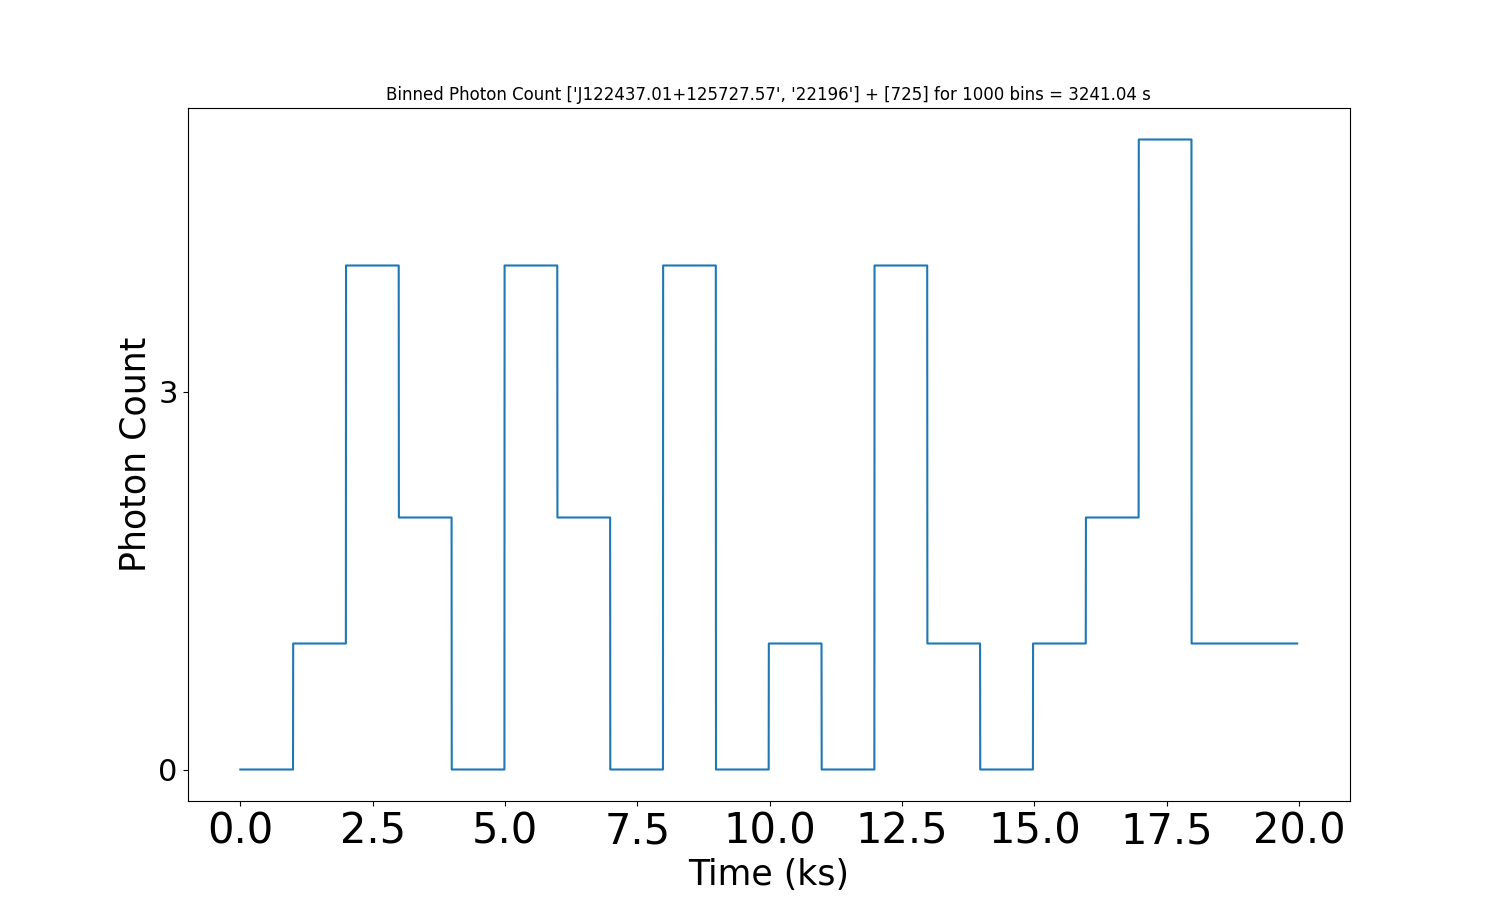 Binned Photon Count ['J122437.01+125727.57', '22196'] + [725] for 1000 bins = 3241.04 s
Photon Count
3
0
0.0 2.5 5.0 7.5 10.0 12.5 15.0 17.5 20.0
Time (ks)